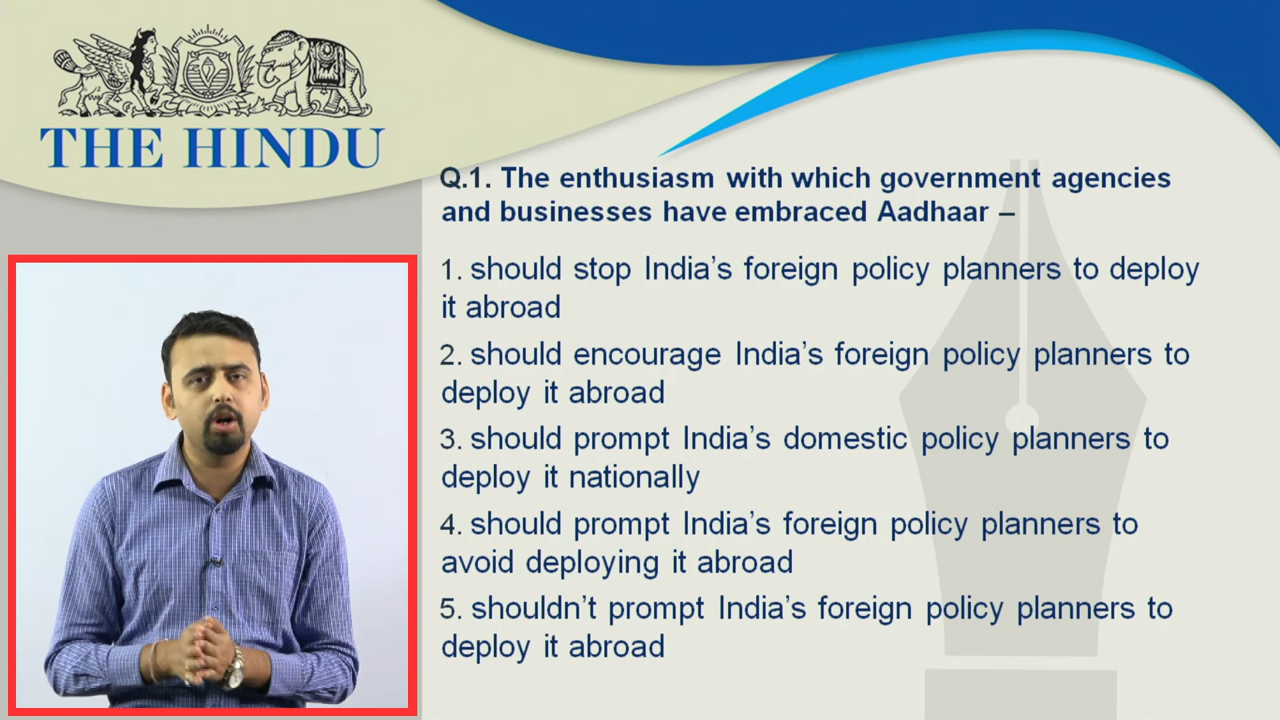 THE HINDU
Q.1. The enthusiasm with which government agencies
and businesses have embraced Aadhaar –
1. should stop India’s foreign policy planners to deploy
it abroad
2. should encourage India’s foreign policy planners to
deploy it abroad
3. should prompt India’s domestic policy planners to
deploy it nationally
4. should prompt India’s foreign policy planners to
avoid deploying it abroad
5. shouldn’t prompt India’s foreign policy planners to
deploy it abroad